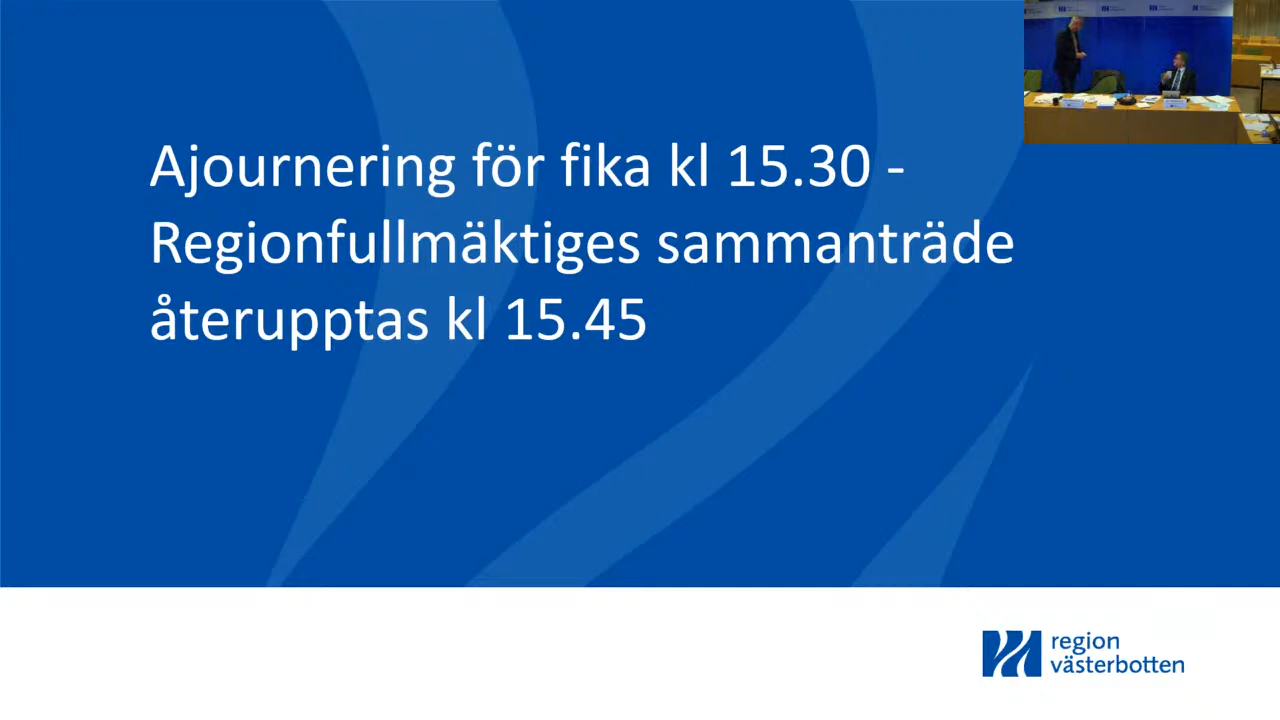 Ajournering för fika kl 15.30 -
Regionfullmäktiges sammanträde
återupptas kl 15.45
region
västerbotten